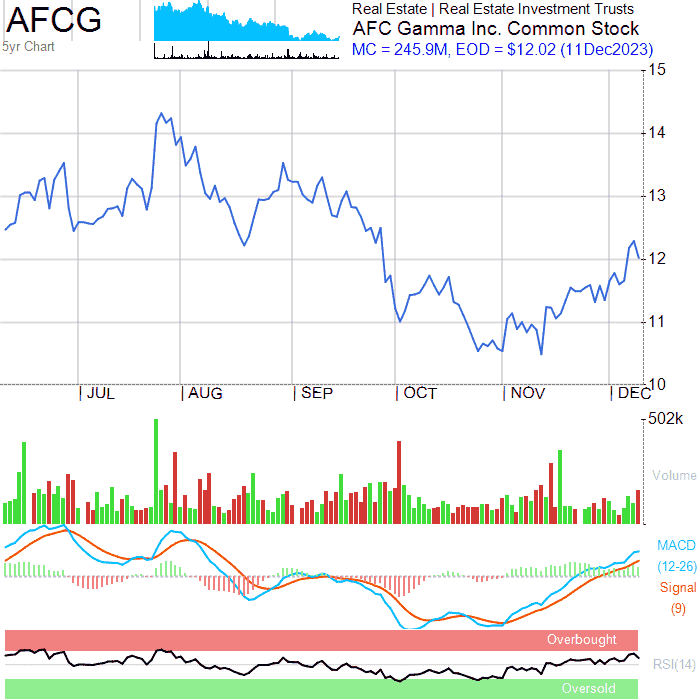 AFCG
5yr Chart
Real Estate | Real Estate Investment Trusts
AFC Gamma Inc. Common Stock
MC = 245.9M, EOD = $12.02 (11Dec2023)
15
14
13
12
11
10
JUL AUG SEP OCT NOV DEC
502k
Volume
MACD
(12-26)
Signal
(9)
Overbought
RSI(14)
Oversold